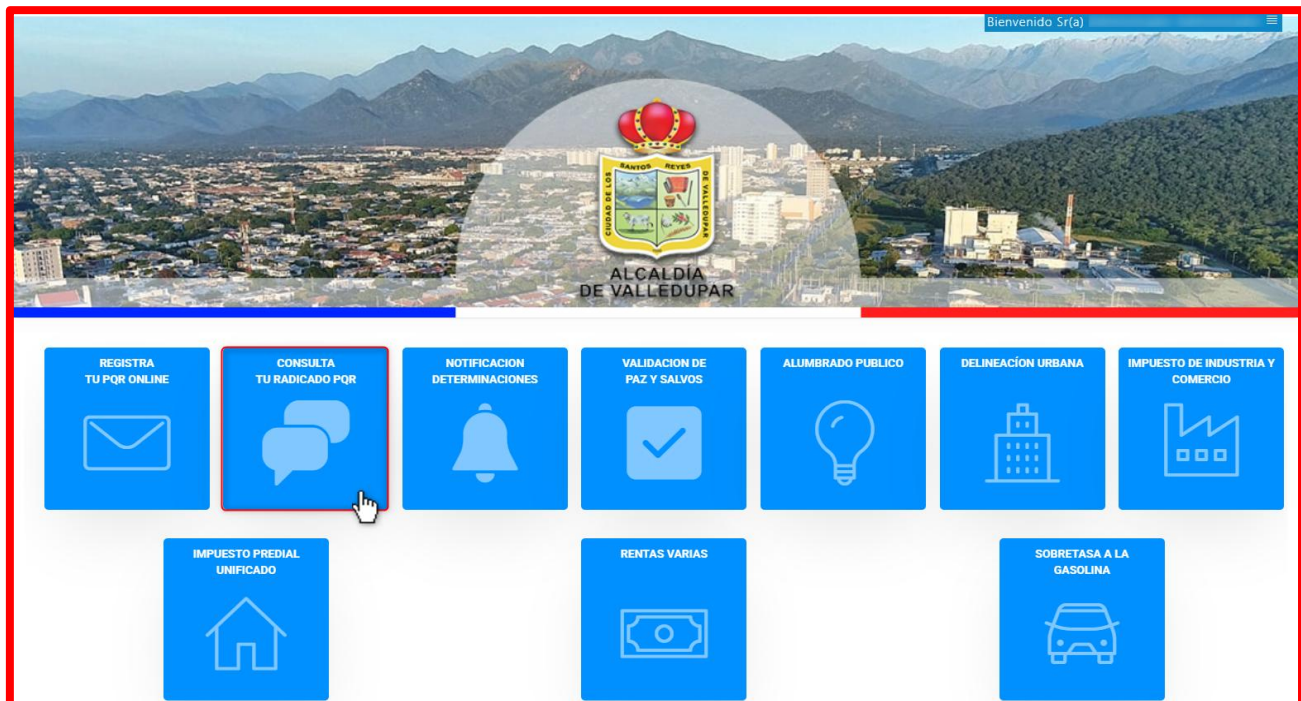 Bienvenido Sr(a)
SANTOS REYES
CIUDAD DE LOS
DE VALLEDUPAR
ALCALDÍA
DE VALLEDUPAR
REGISTRA
TU PQR ONLINE
CONSULTA
TU RADICADO PQR
NOTIFICACION
DETERMINACIONES
VALIDACION DE
PAZ Y SALVOS
ALUMBRADO PUBLICO
DELINEACÍON URBANA
IMPUESTO DE INDUSTRIA Y
COMERCIO
IMPUESTO PREDIAL
UNIFICADO
RENTAS VARIAS
SOBRETASA A LA
GASOLINA